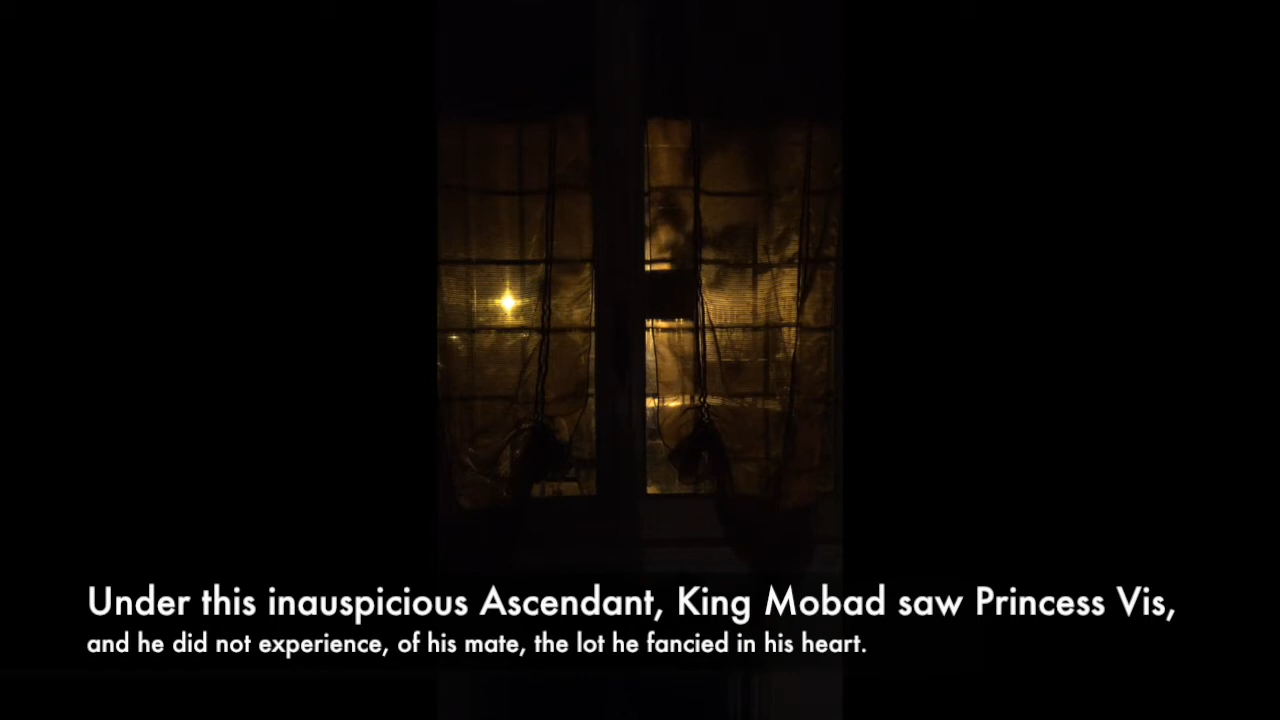 Under this inauspicious Ascendant, King Mobad saw Princess Vis,
and he did not experience, of his mate, the lot he fancied in his heart.